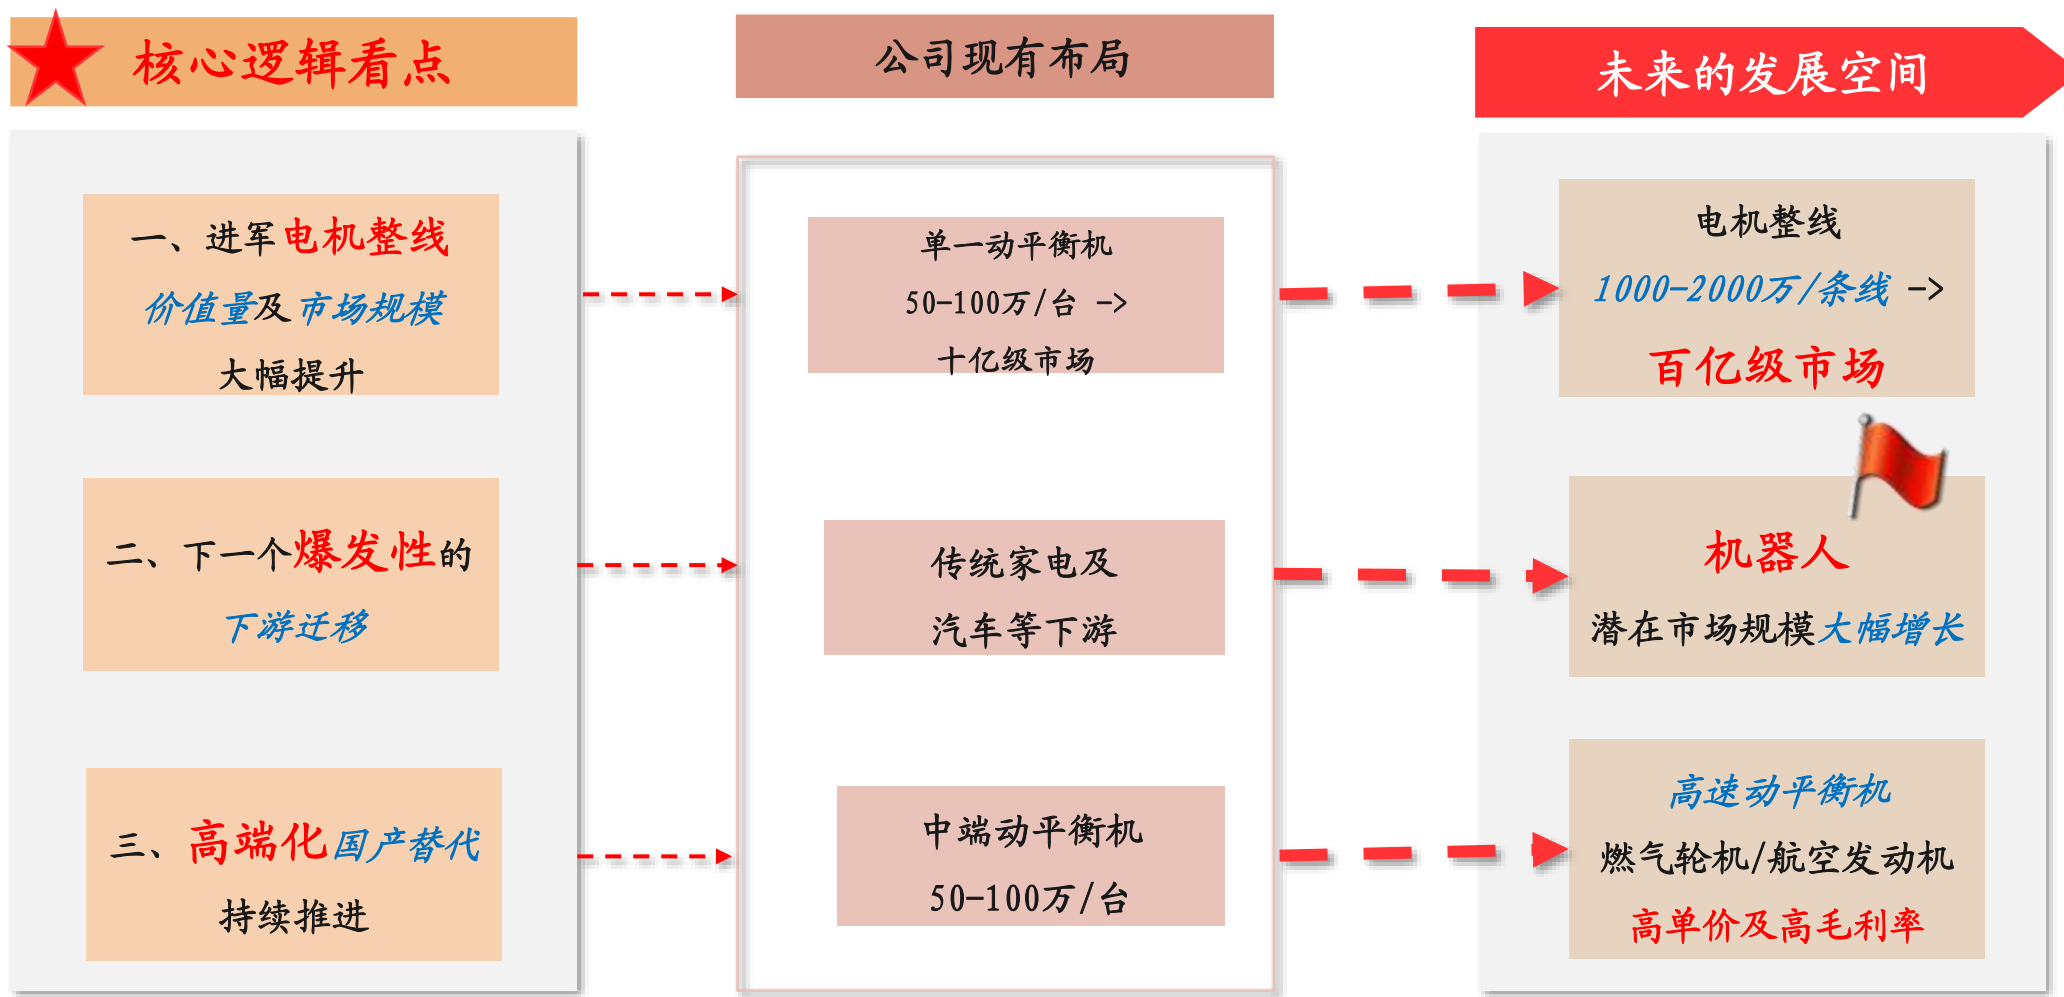 核心逻辑看点
公司现有布局
未来的发展空间
一、进军电机整线
价值量及市场规模
大幅提升
单一动平衡机
50-100万/台 ->
十亿级市场
电机整线
1000-2000万/条线 ->
百亿级市场
二、下一个爆发性的
下游迁移
传统家电及
汽车等下游
机器人
潜在市场规模大幅增长
三、高端化国产替代
持续推进
中端动平衡机
50-100万/台
高速动平衡机
燃气轮机/航空发动机
高单价及高毛利率